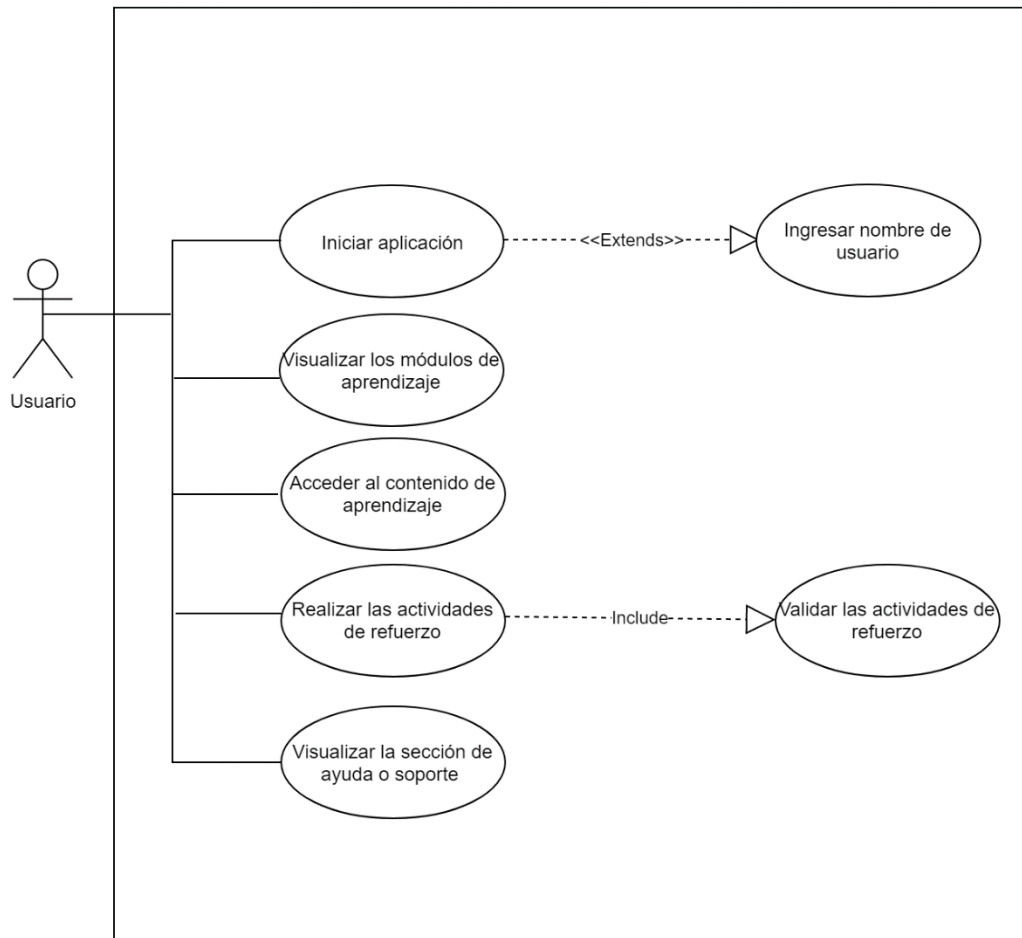 Iniciar aplicación
<<Extends>>
Ingresar nombre de
usuario
Visualizar los módulos de
aprendizaje
Usuario
Acceder al contenido de
aprendizaje
Realizar las actividades
de refuerzo
Include
Validar las actividades de
refuerzo
Visualizar la sección de
ayuda o soporte